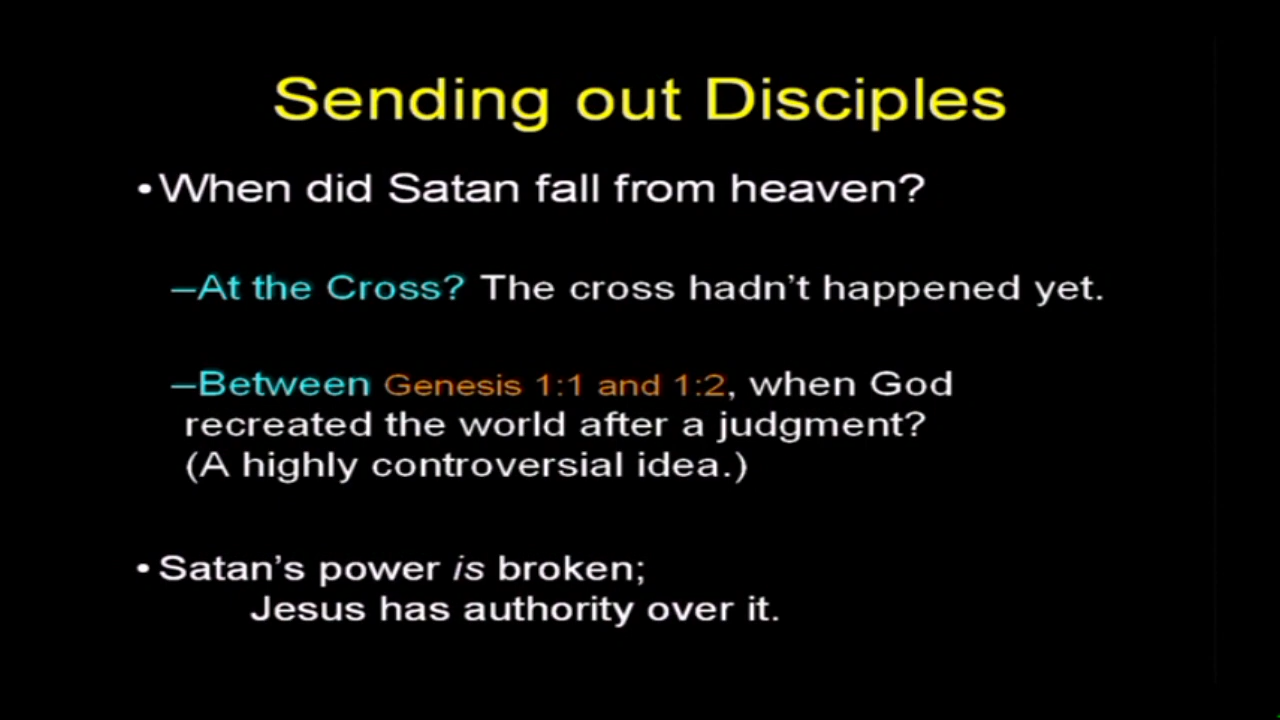 Sending out Disciples
•When did Satan fall from heaven?
–At the Cross? The cross hadn’t happened yet.
–Between Genesis 1:1 and 1:2, when God
recreated the world after a judgment?
(A highly controversial idea.)
•Satan’s power is broken;
Jesus has authority over it.